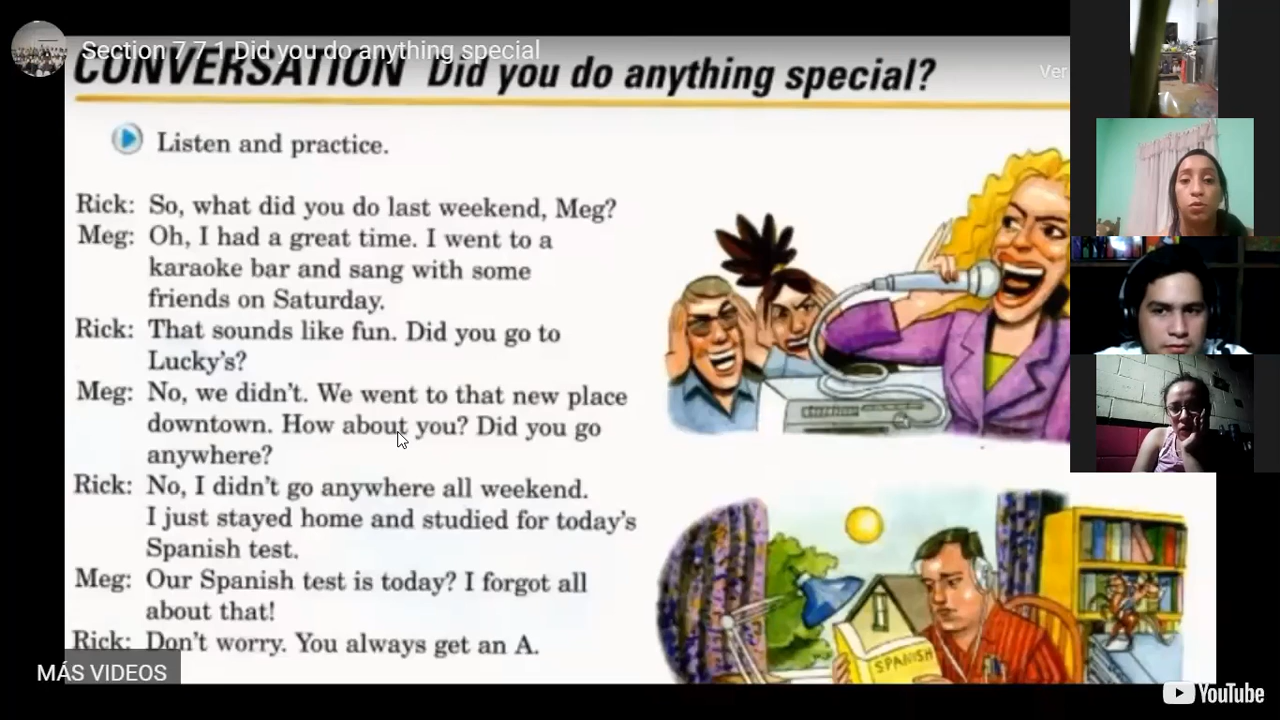 Section 7 7.1 Did you do anything special
CONVERSATION Did you do anything special?
Ver
Listen and practice.
Rick: So, what did you do last weekend, Meg?
Meg: Oh, I had a great time. I went to a
karaoke bar and sang with some
friends on Saturday.
Rick: That sounds like fun. Did you go to
Lucky's?
Meg: No, we didn't. We went to that new place
downtown. How about you? Did you go
anywhere?
Rick: No, I didn't go anywhere all weekend.
I just stayed home and studied for today's
Spanish test.
Meg: Our Spanish test is today? I forgot all
about that!
Rick: Don't worry. You always get an A.
SPANISH
MÁS VIDEOS
YouTube